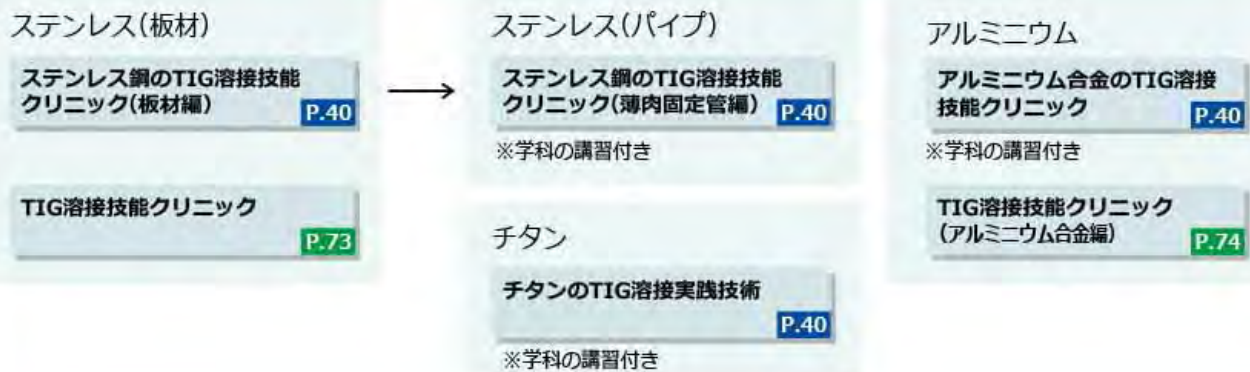 ステンレス(板材)
ステンレス鋼のTIG溶接技能
クリニック(板材編)
P.40
TIG溶接技能クリニック
P.73
ステンレス(パイプ)
ステンレス鋼のTIG溶接技能
クリニック(薄肉固定管編)
P.40
※学科の講習付き
チタン
チタンのTIG溶接実践技術
P.40
※学科の講習付き
アルミニウム
アルミニウム合金のTIG溶接
技能クリニック
P.40
※学科の講習付き
TIG溶接技能クリニック
(アルミニウム合金編)
P.74